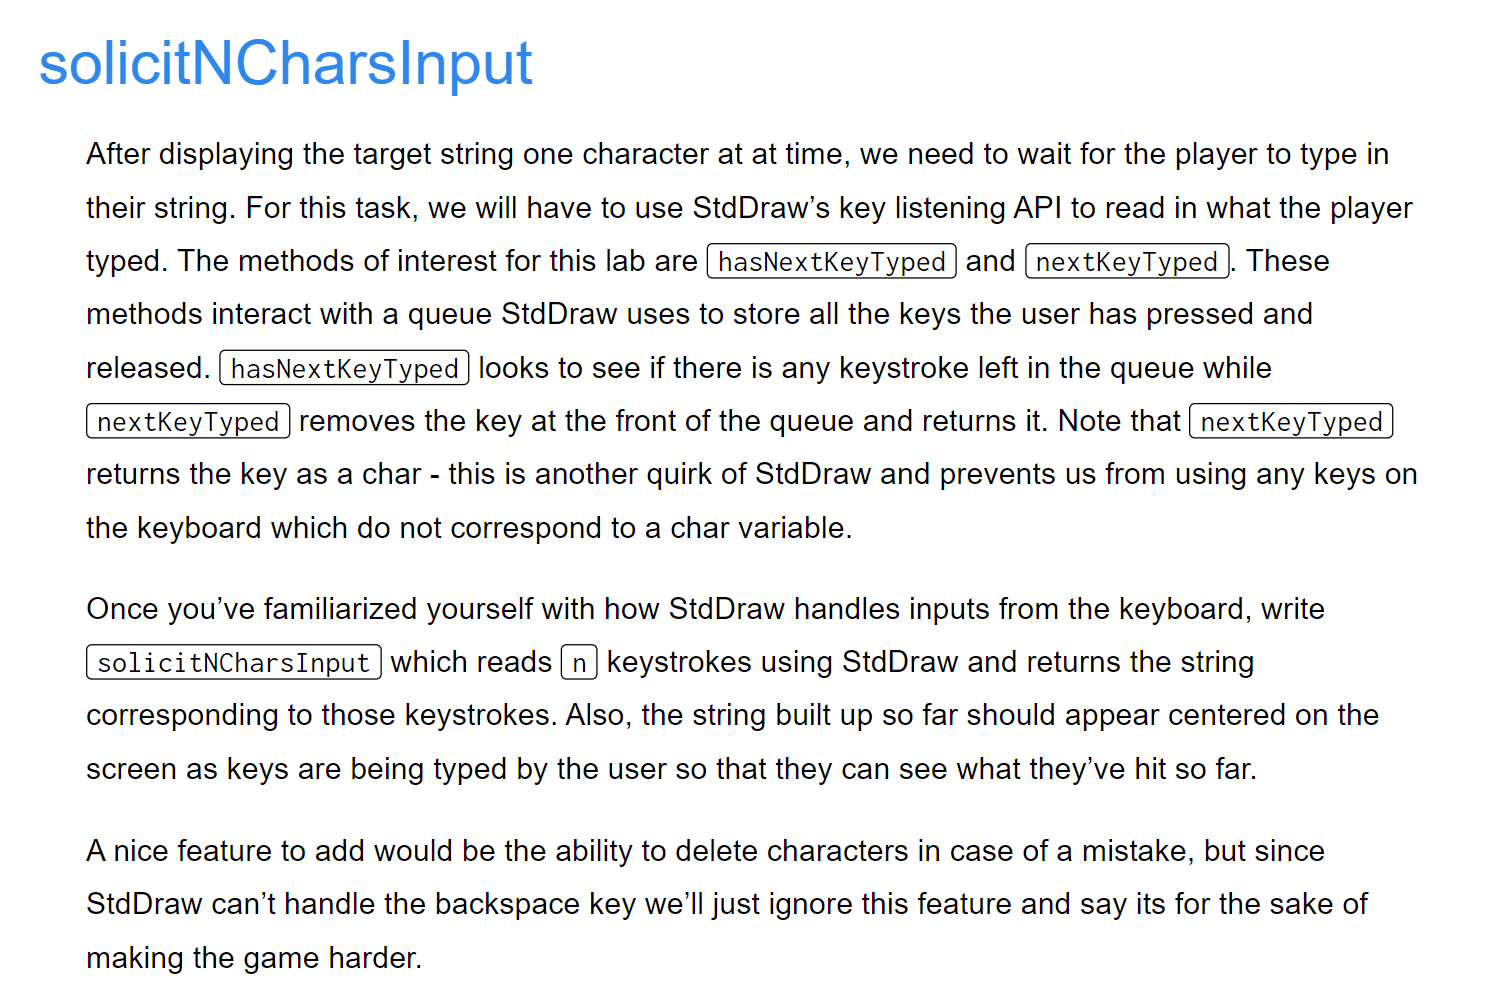 solicitNCharsInput
After displaying the target string one character at at time, we need to wait for the player to type in
their string. For this task, we will have to use StdDraw’s key listening API to read in what the player
typed. The methods of interest for this lab are hasNextKeyTyped and nextKeyTyped. These
methods interact with a queue StdDraw uses to store all the keys the user has pressed and
released. hasNextKeyTyped looks to see if there is any keystroke left in the queue while
nextKeyTyped removes the key at the front of the queue and returns it. Note that nextKeyTyped
returns the key as a char - this is another quirk of StdDraw and prevents us from using any keys on
the keyboard which do not correspond to a char variable.
Once you’ve familiarized yourself with how StdDraw handles inputs from the keyboard, write
solicitNCharsInput which reads n keystrokes using StdDraw and returns the string
corresponding to those keystrokes. Also, the string built up so far should appear centered on the
screen as keys are being typed by the user so that they can see what they’ve hit so far.
A nice feature to add would be the ability to delete characters in case of a mistake, but since
StdDraw can’t handle the backspace key we’ll just ignore this feature and say its for the sake of
making the game harder.